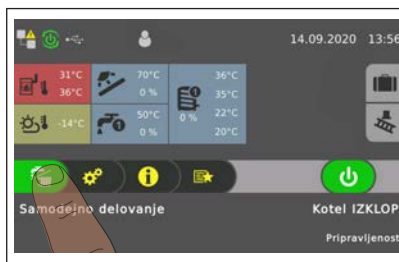 14.09.2020 13:56
31°C 70°C 36°C
36°C 0 % 35°C
-14°C 50°C 0 % 22°C
0 % 20°C
Samodejno delovanje Kotel IZKLOP
Pripravljenost